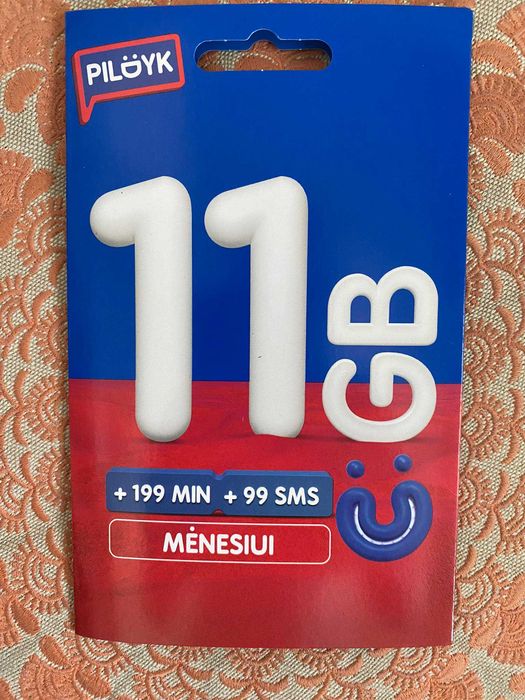 PILDYK
11
GB
+ 199 MIN + 99 SMS
MĖNESIUI